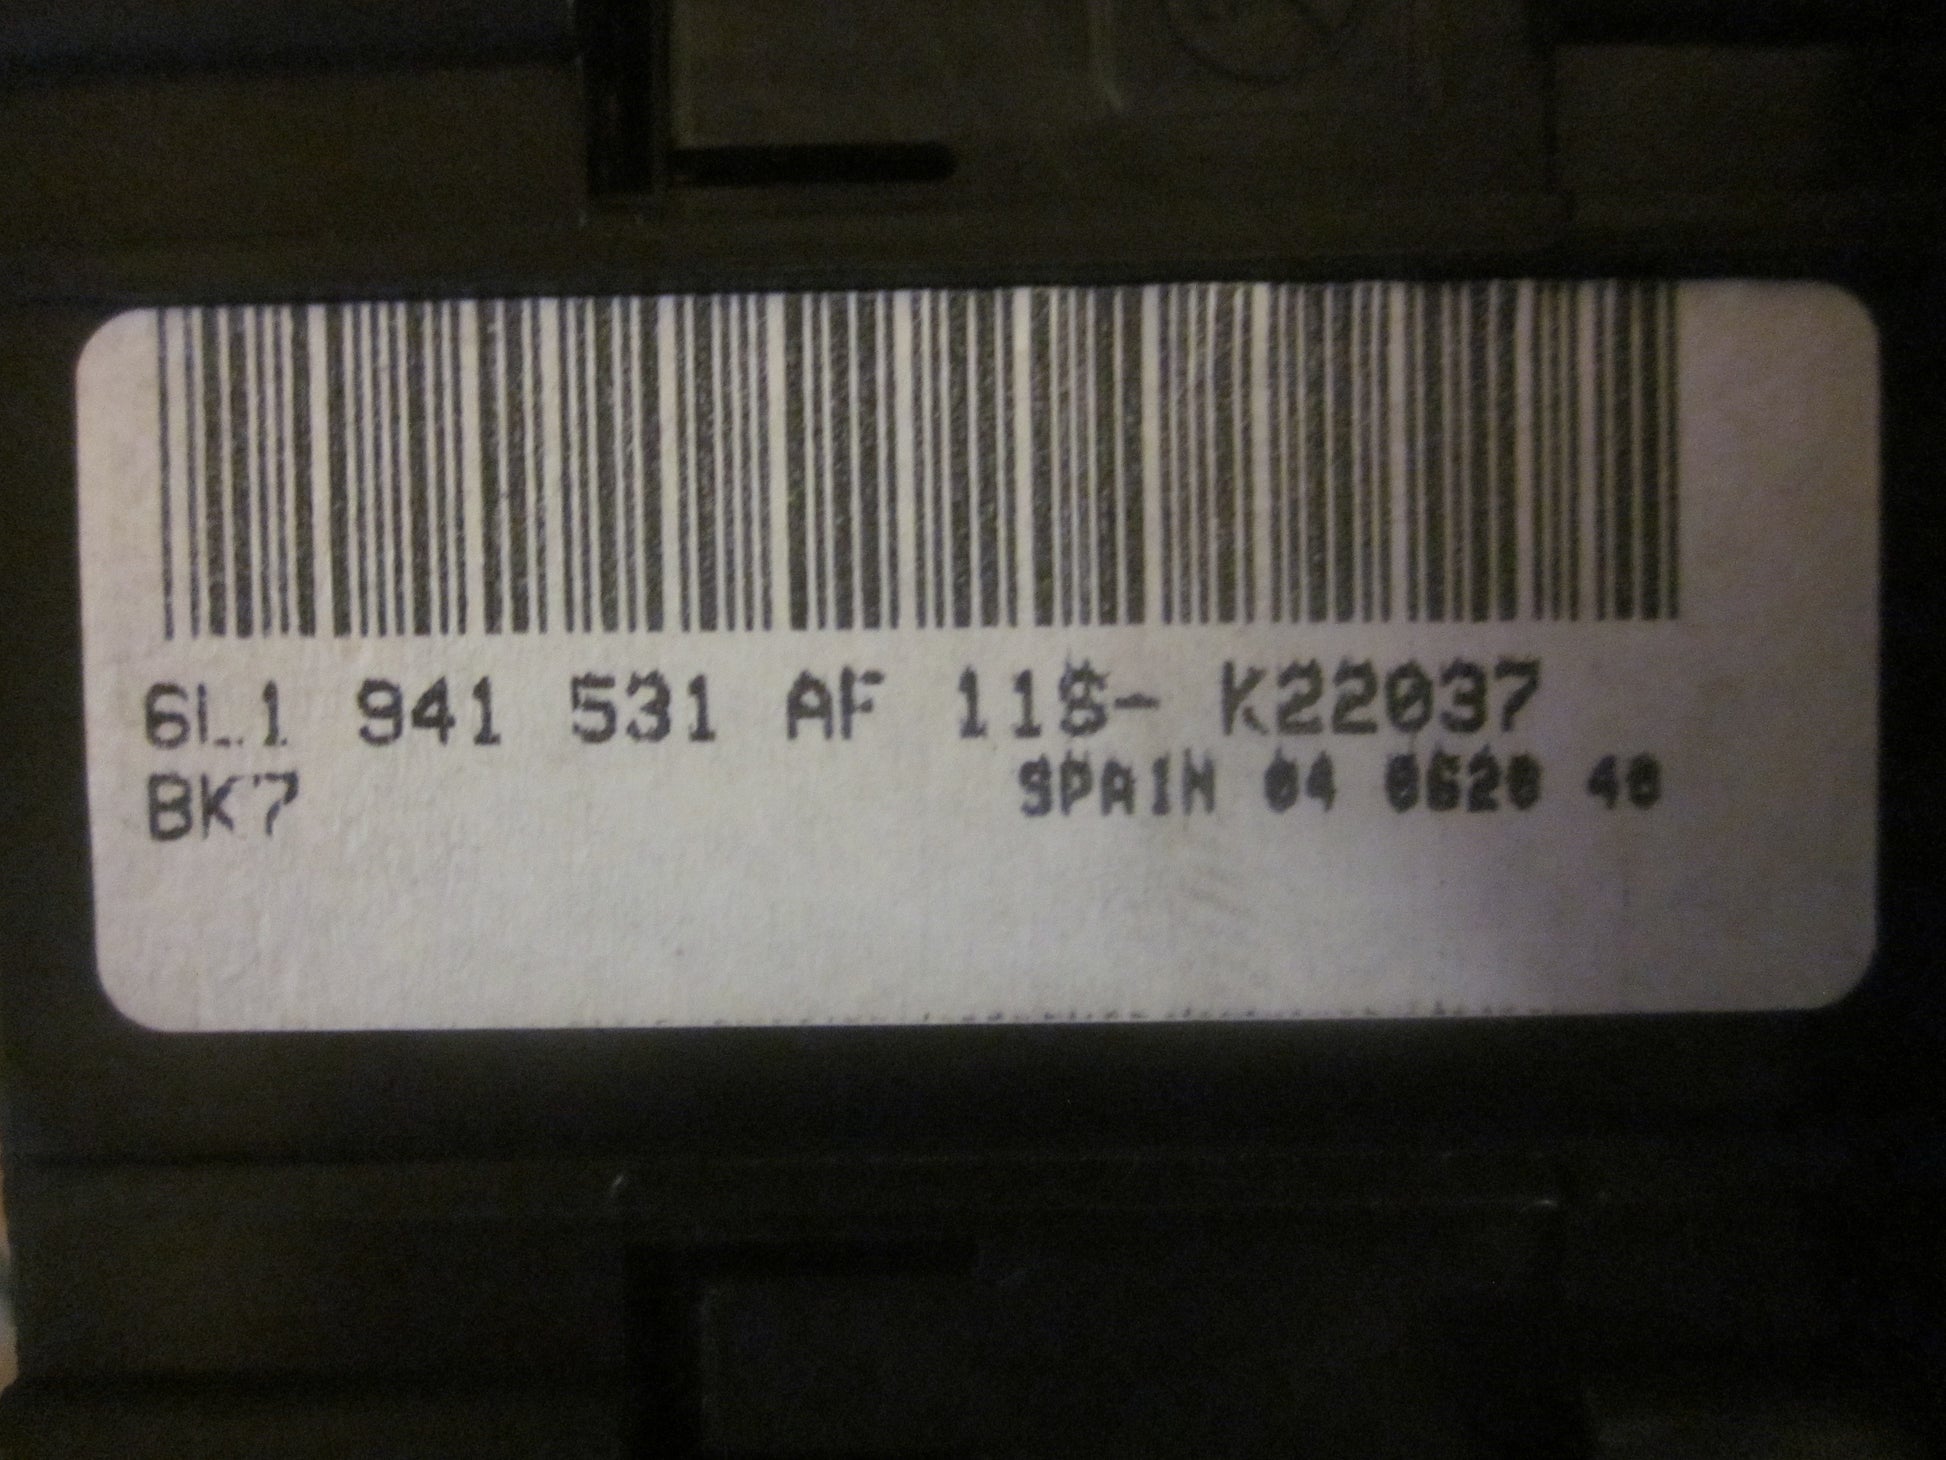 6L1 941 531 AF 11S- K22037
BK7 SPAIN 04 0620 40